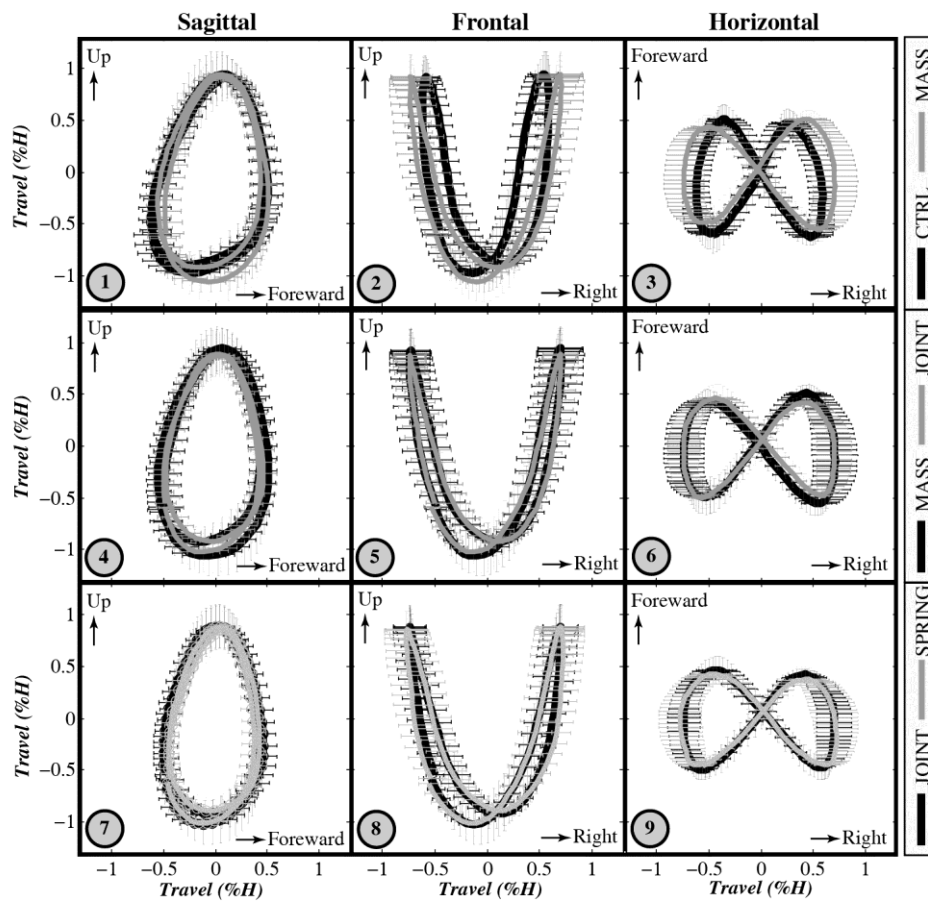 Sagittal Frontal Horizontal
Up Up Foreward
1
0.5
0
−0.5
−1
Travel (%H)
1 Foreward 2 Right 3 Right
CTRL MASS
Up Up Foreward
1
0.5
0
−0.5
−1
Travel (%H)
4 Foreward 5 Right 6 Right
MASS JOINT
Up Up Foreward
1
0.5
0
−0.5
−1
Travel (%H)
7 Foreward 8 Right 9 Right
JOINT SPRING
−1 −0.5 0 0.5 1 −1 −0.5 0 0.5 1 −1 −0.5 0 0.5 1
Travel (%H) Travel (%H) Travel (%H)